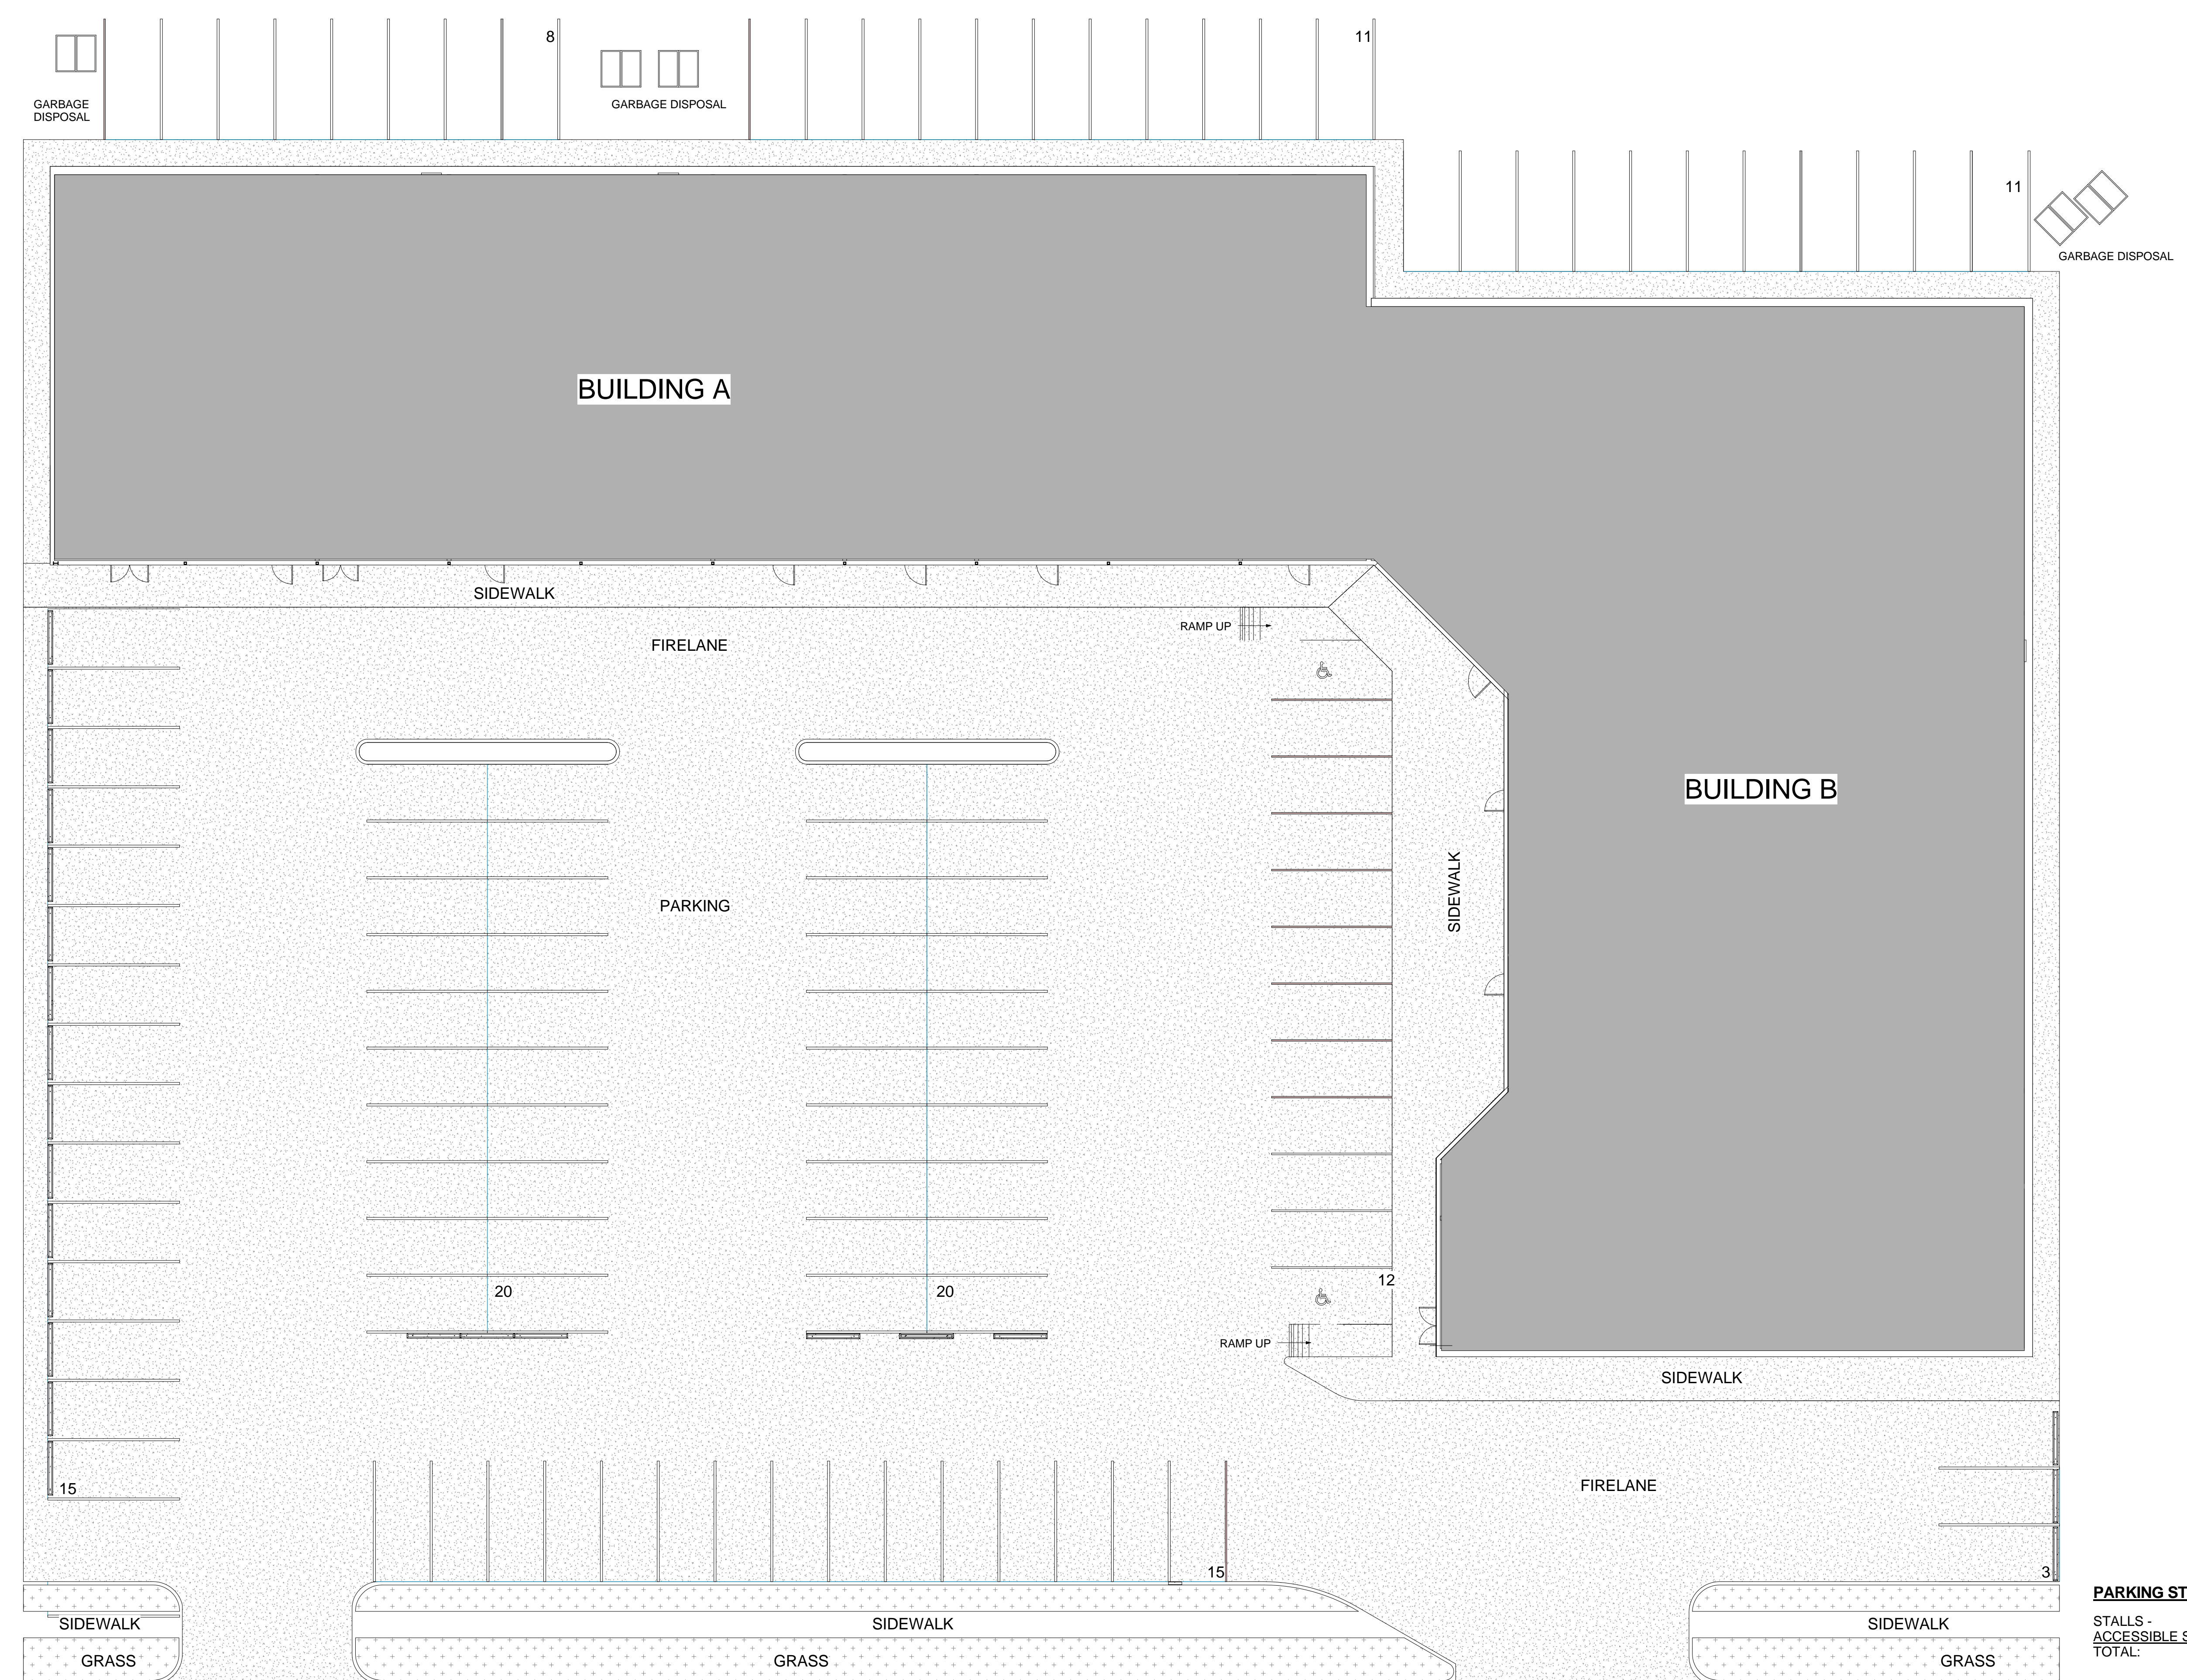 8
11
GARBAGE
DISPOSAL
GARBAGE DISPOSAL
11
GARBAGE DISPOSAL
BUILDING A
SIDEWALK
RAMP UP
FIRELANE
BUILDING B
SIDEWALK
PARKING
20
20
12
RAMP UP
SIDEWALK
15
FIRELANE
15
3
PARKING ST
SIDEWALK
SIDEWALK
SIDEWALK
STALLS -
ACCESSIBLE S
TOTAL:
GRASS
GRASS
GRASS